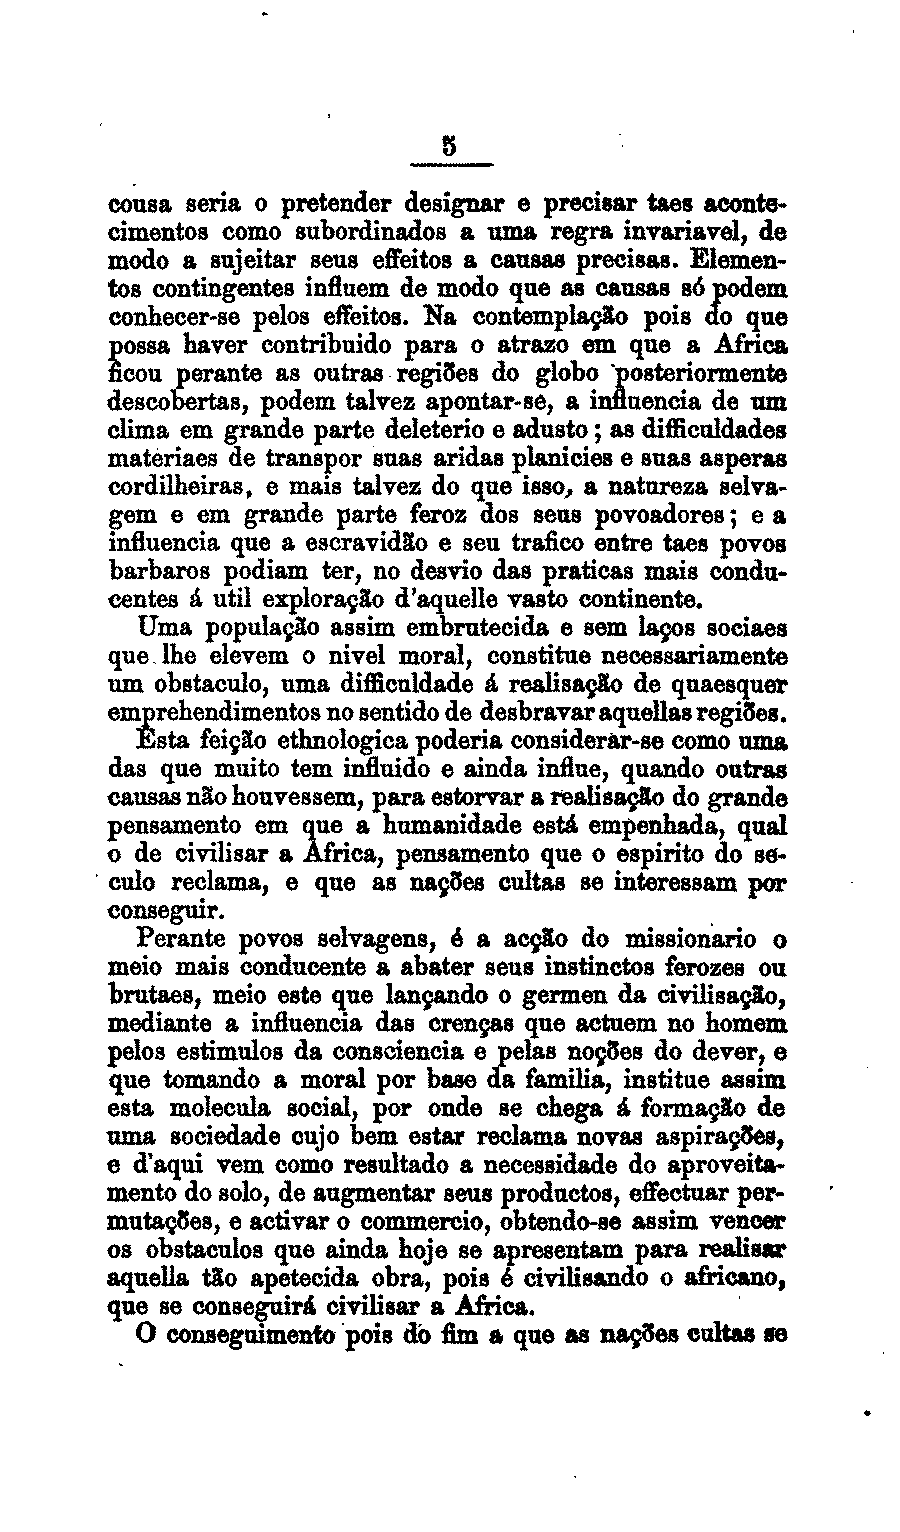 5
cousa seria o pretender designar e precisar taes aconte-
cimentos como subordinados a uma regra invariavel, de
modo a sujeitar seus effeitos a causas precisas. Elemen-
tos contingentes influem de modo que as causas só podem
conhecer-se pelos effeitos. Na contemplação pois do que
possa haver contribuido para o atrazo em que a Africa
ficou perante as outras regiões do globo posteriormente
descobertas, podem talvez apontar-se, a influencia de um
clima em grande parte deleterio e adusto; as difficuldades
materiaes de transpor suas aridas planicies e suas asperas
cordilheiras, e mais talvez do que isso, a natureza selva-
gem e em grande parte feroz dos seus povoadores; e a
influencia que a escravidão e seu trafico entre taes povos
barbaros podiam ter, no desvio das praticas mais condu-
centes á util exploração d'aquelle vasto continente.
Uma população assim embrutecida e sem laços sociaes
que lhe elevem o nivel moral, constitue necessariamente
um obstaculo, uma difficuldade á realisação de quaesquer
emprehendimentos no sentido de desbravar aquellas regiões.
Esta feição ethnologica poderia considerar-se como uma
das que muito tem influido e ainda influe, quando outras
causas não houvessem, para estorvar a realisação do grande
pensamento em que a humanidade está empenhada, qual
o de civilisar a Africa, pensamento que o espirito do se-
culo reclama, e que as nações cultas se interessam por
conseguir.
Perante povos selvagens, é a acção do missionario o
meio mais conducente a abater seus instinctos ferozes ou
brutaes, meio este que lançando o germen da civilisação,
mediante a influencia das crenças que actuem no homem
pelos estimulos da consciencia e pelas noções do dever, e
que tomando a moral por base da familia, institue assim
esta molecula social, por onde se chega á formação de
uma sociedade cujo bem estar reclama novas aspirações,
e d'aqui vem como resultado a necessidade do aproveita-
mento do solo, de augmentar seus productos, effectuar per-
mutações, e activar o commercio, obtendo-se assim vencer
os obstaculos que ainda hoje se apresentam para realisar
aquella tão apetecida obra, pois é civilisando o africano,
que se conseguirá civilisar a Africa.
O conseguimento pois do fim a que as nações cultas se